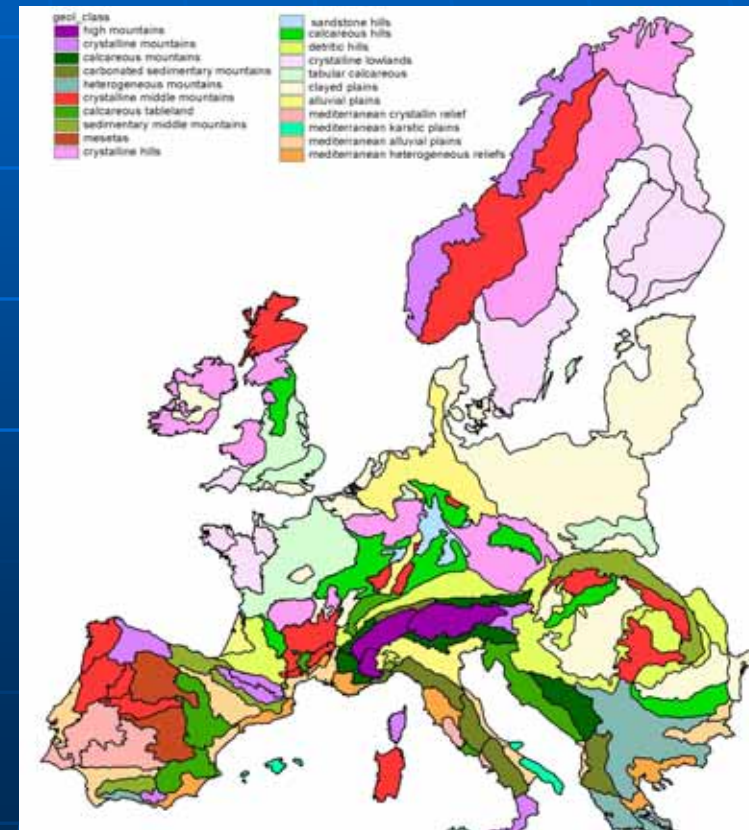 geol_class
high mountains
crystalline mountains
calcareous mountains
carbonated sedimentary mountains
heterogeneous mountains
crystalline middle mountains
calcareous tableland
sedimentary middle mountains
mesetas
crystalline hills
sandstone hills
calcareous hills
detritic hills
crystalline lowlands
tabular calcareous
clayed plains
alluvial plains
mediterranean crystallin relief
mediterranean karstic plains
mediterranean alluvial plains
mediterranean heterogeneous reliefs